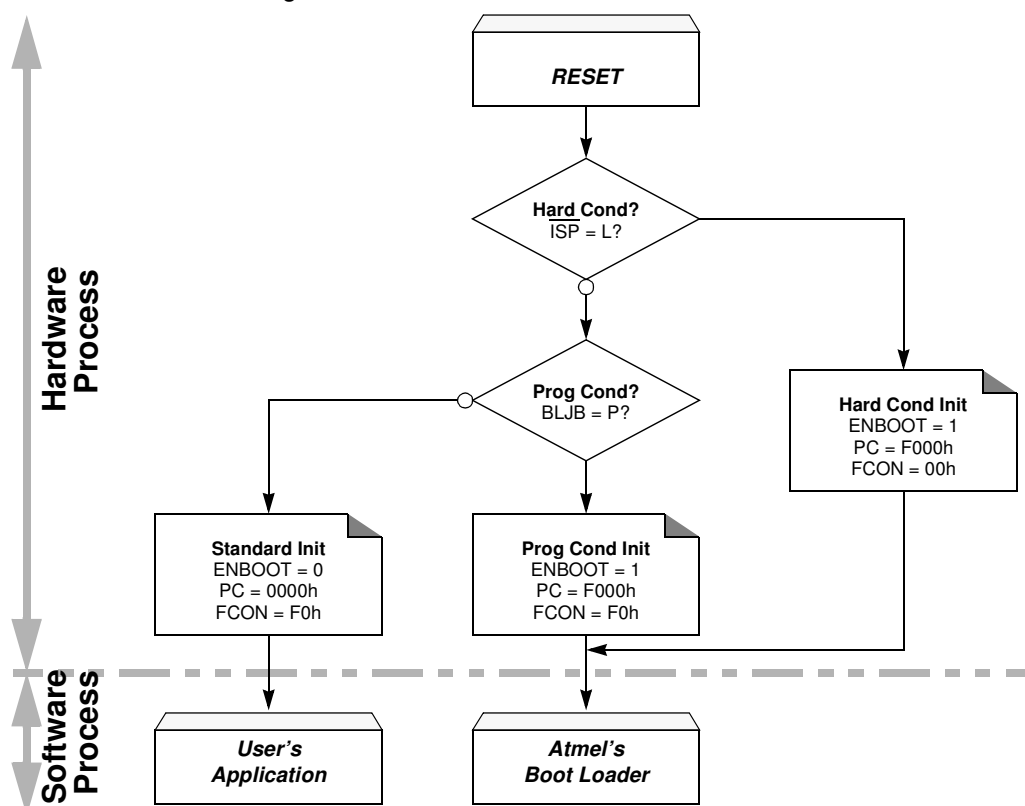 RESET
Hard Cond?
ISP = L?
Prog Cond?
BLJB = P?
Hard Cond Init
ENBOOT = 1
PC = F000h
FCON = 00h
Standard Init
ENBOOT = 0
PC = 0000h
FCON = F0h
Prog Cond Init
ENBOOT = 1
PC = F000h
FCON = F0h
Hardware
Process
Software
Process
User's
Application
Atmel's
Boot Loader